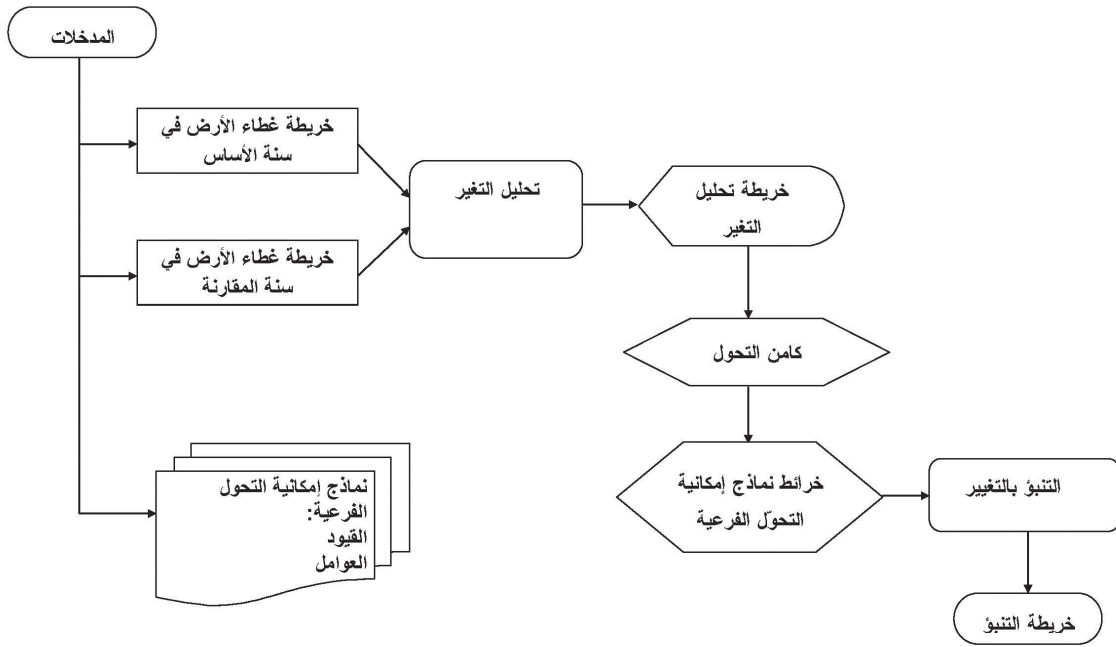 المدخلات
خريطة غطاء الأرض في
سنة الأساس
خريطة غطاء الأرض في
سنة المقارنة
تحليل التغير
خريطة تحليل
التغير
كامن التحول
نماذج إمكانية التحول
الفرعية:
القيود
العوامل
خرائط نماذج إمكانية
التحوّل الفرعية
التنبؤ بالتغيير
خريطة التنبؤ